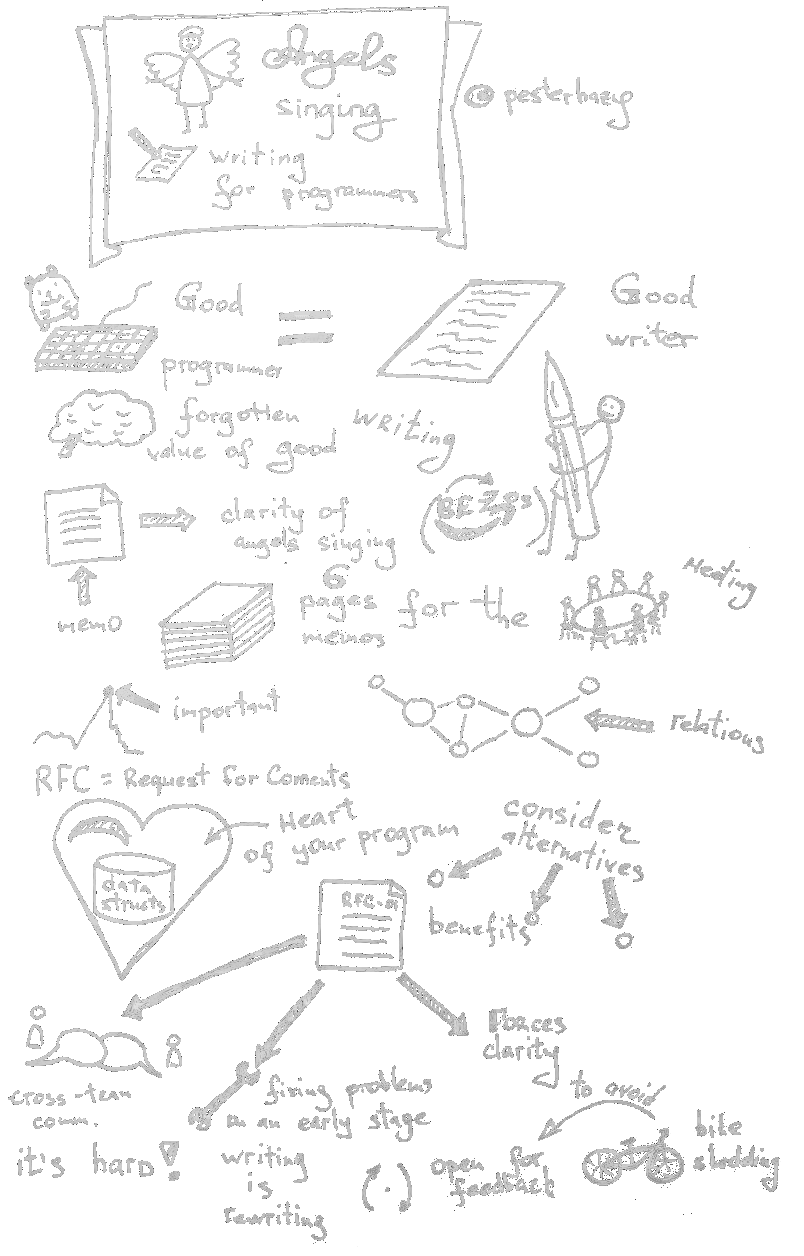 Angels
singing
@pesterhazy
writing
for programmers
Good
programmer
=
Good
writer
forgotten
value of good
writing
clarity of
angels singing
(BEZOS)
memo
6
pages
memos
for the
Meeting
important
relations
RFC = Request for Coments
Heart
of your program
data
structs
consider
alternatives
RFC-01
benefits
Forces
clarity
cross-team
comm.
fixing problems
in an early stage
to avoid
bike
shedding
it's hard!
writing
is
rewriting
open for
feedback